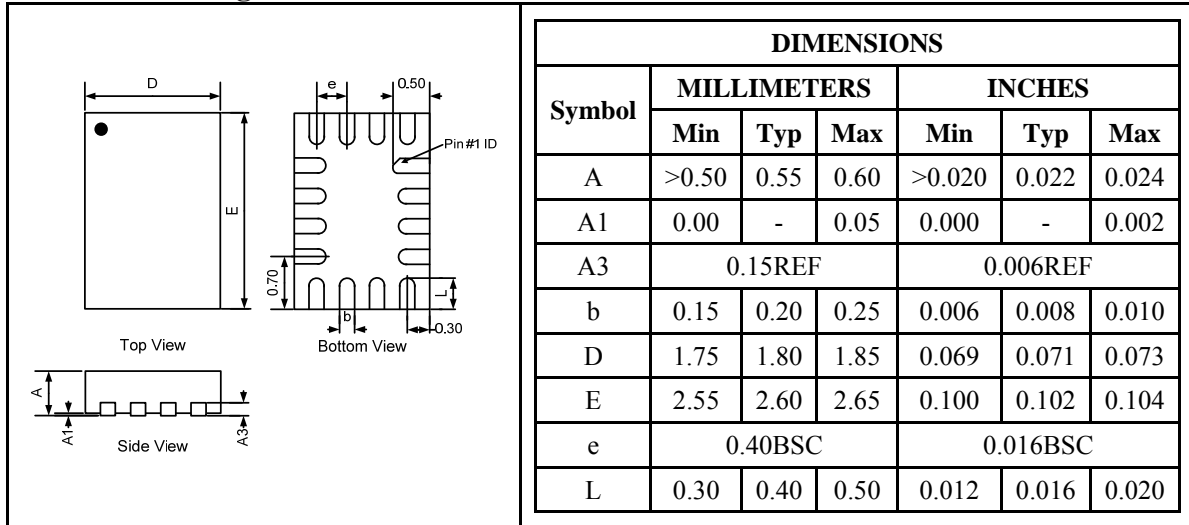 D
E
Top View
A
A1
A3
Side View
e
0.50
Pin #1 ID
0.70
L
b
0.30
Bottom View
DIMENSIONS
Symbol MILLIMETERS INCHES
Min Typ Max Min Typ Max
A >0.50 0.55 0.60 >0.020 0.022 0.024
A1 0.00 - 0.05 0.000 - 0.002
A3 0.15REF 0.006REF
b 0.15 0.20 0.25 0.006 0.008 0.010
D 1.75 1.80 1.85 0.069 0.071 0.073
E 2.55 2.60 2.65 0.100 0.102 0.104
e 0.40BSC 0.016BSC
L 0.30 0.40 0.50 0.012 0.016 0.020